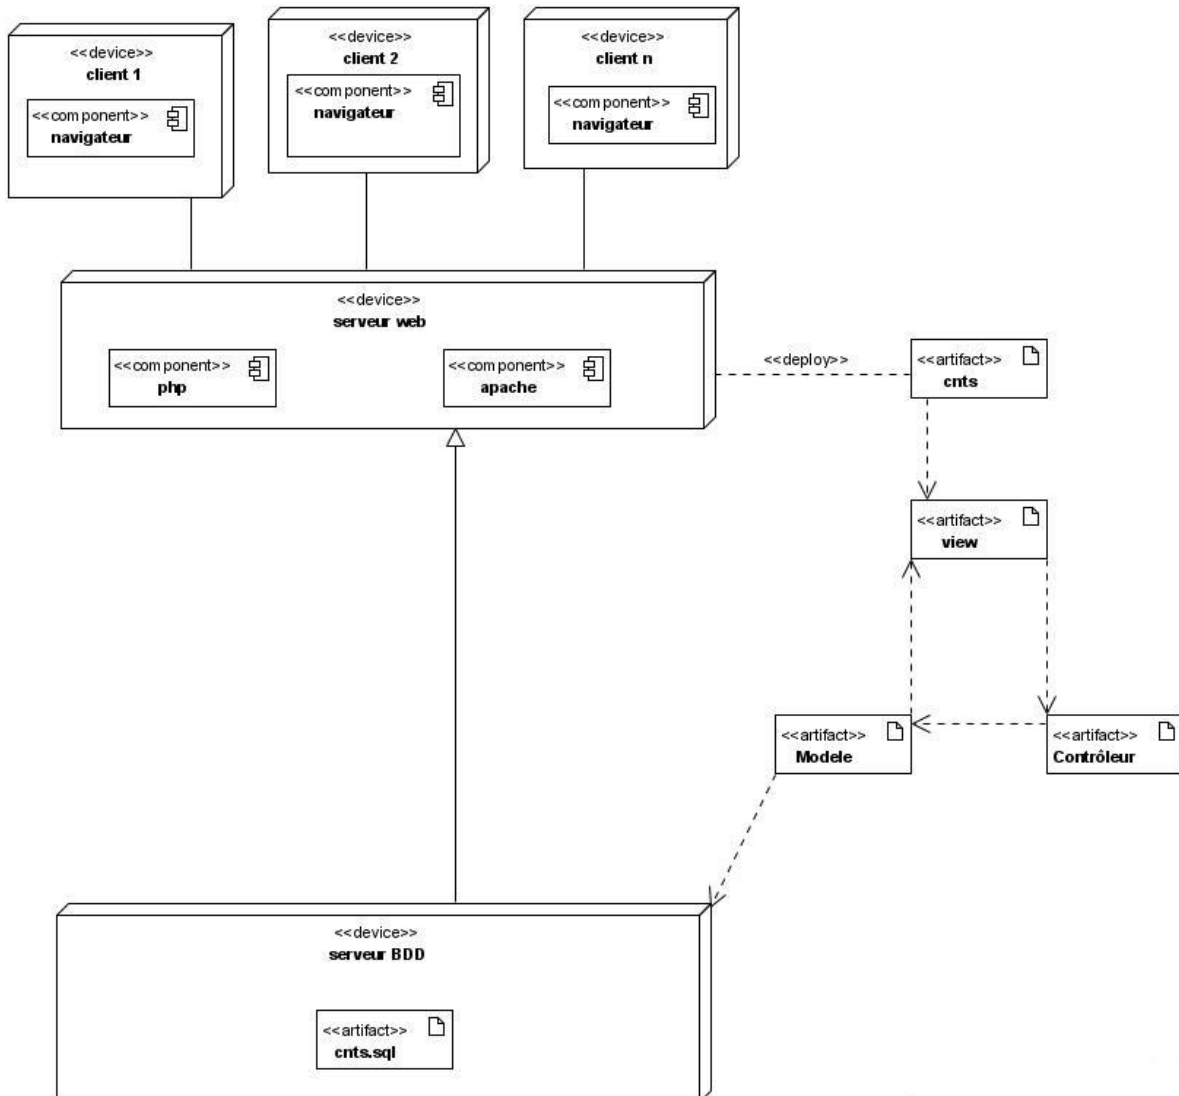 <<device>>
client 1
<<component>>
navigateur
<<device>>
client 2
<<component>>
navigateur
<<device>>
client n
<<component>>
navigateur
<<device>>
serveur web
<<component>>
php
<<component>>
apache
<<deploy>>
<<artifact>>
cnts
<<artifact>>
view
<<artifact>>
Modele
<<artifact>>
Contrôleur
<<device>>
serveur BDD
<<artifact>>
cnts.sql